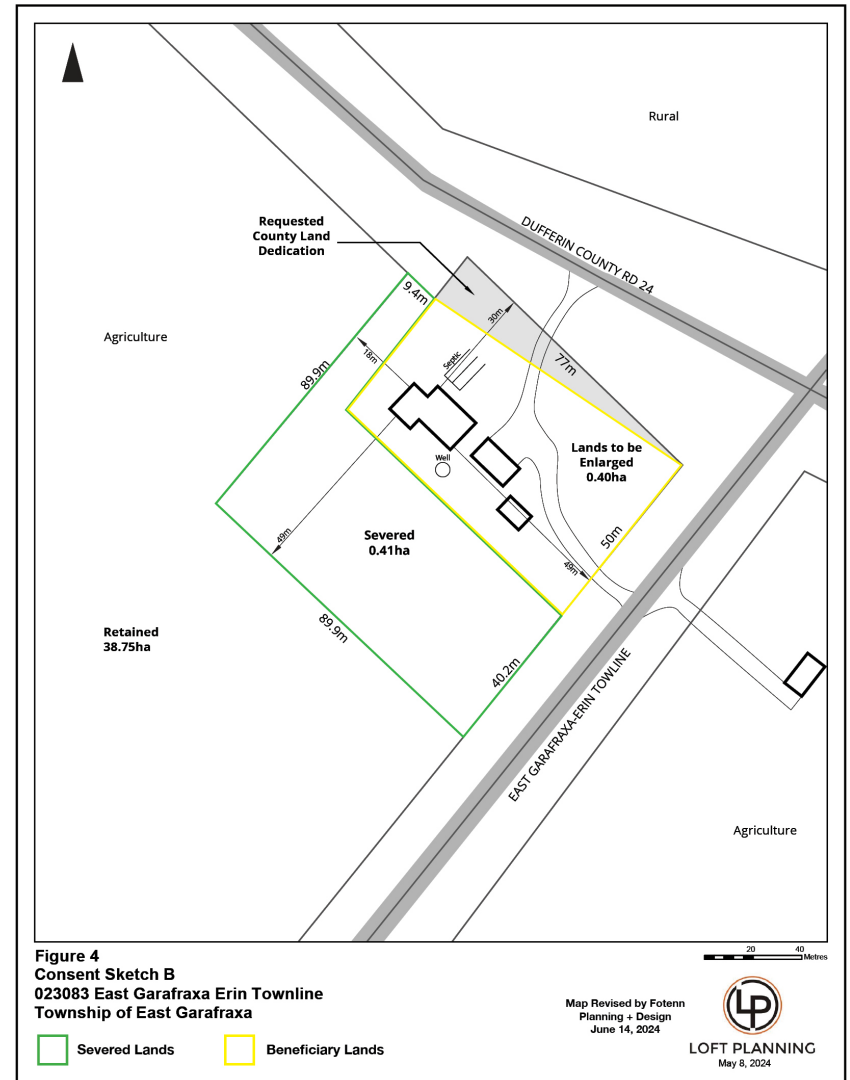 Rural
DUFFERIN COUNTY RD 24
Requested
County Land
Dedication
9.4m
30m
Agriculture
18m
Septic
77m
89.9m
Lands to be
Enlarged
0.40ha
Well
50m
49m
Severed
0.41ha
49m
89.9m
Retained
38.75ha
40.2m
EAST GARAFRAXA-ERIN TOWLINE
Agriculture
20 40
Metres
Figure 4
Consent Sketch B
023083 East Garafraxa Erin Townline
Township of East Garafraxa
Severed Lands
Beneficiary Lands
Map Revised by Fotenn
Planning + Design
June 14, 2024
LP
LOFT PLANNING
May 8, 2024